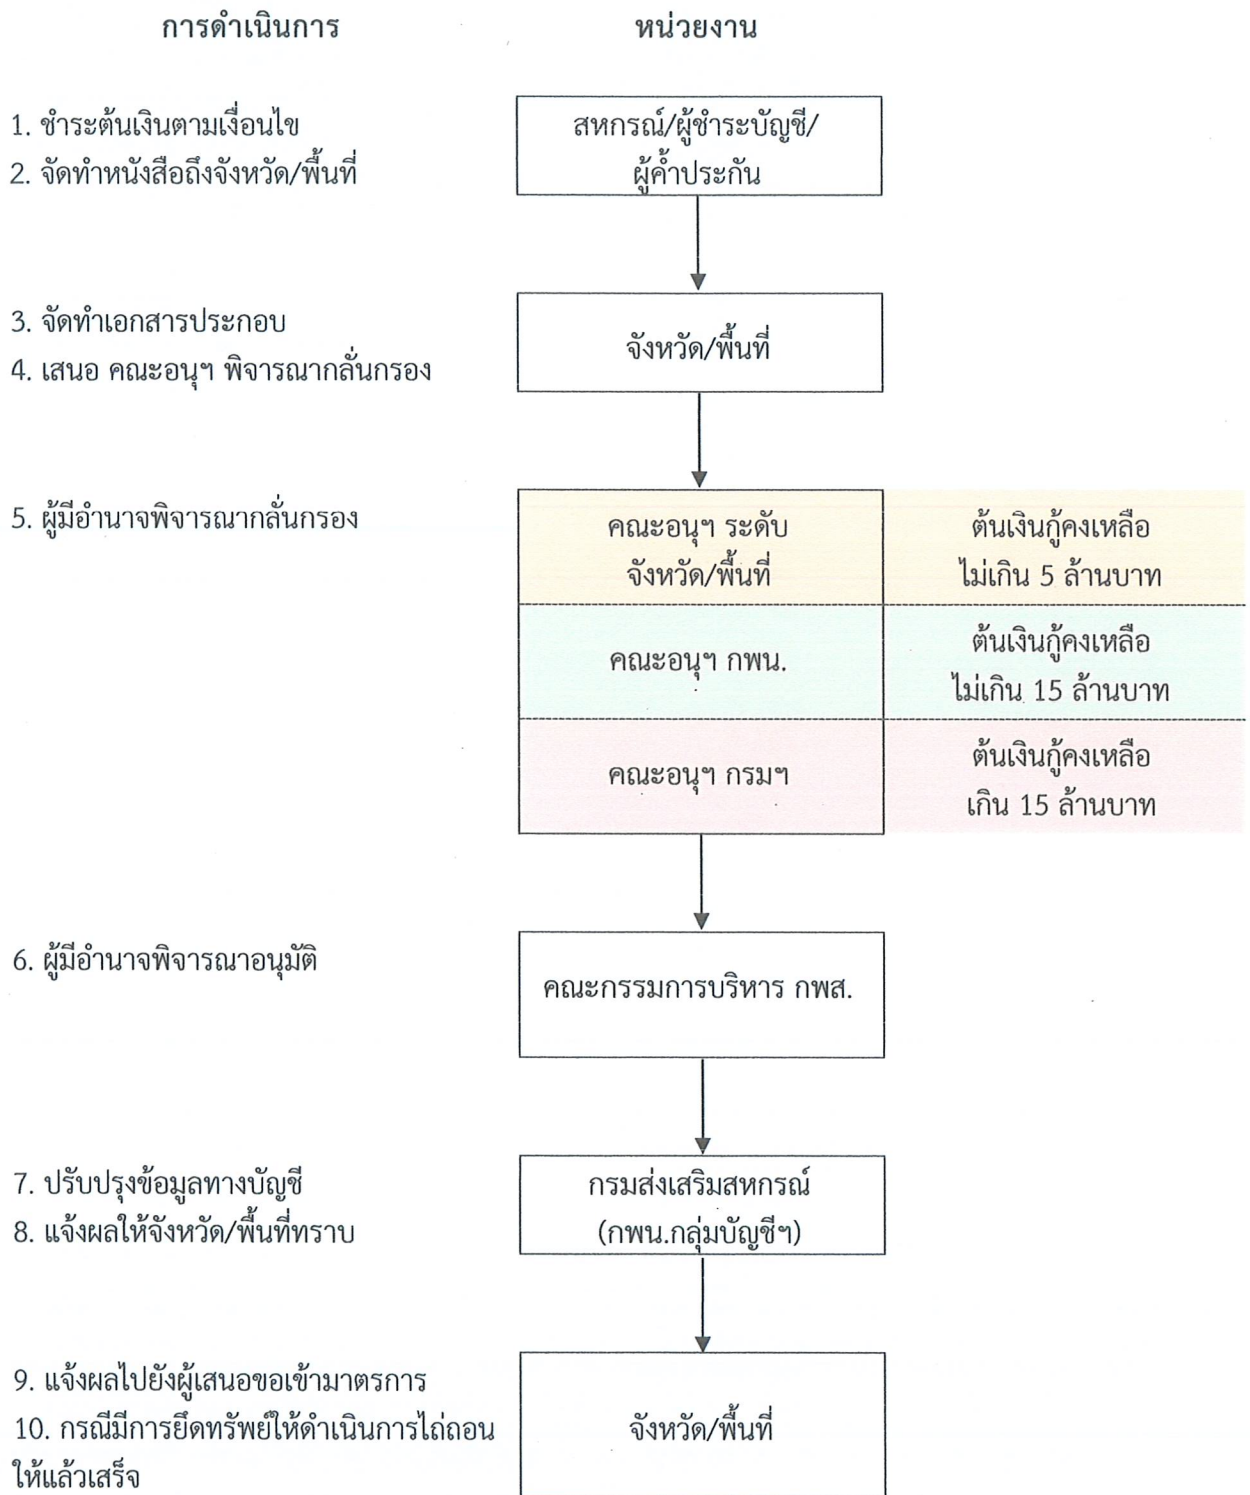 การดำเนินการ
หน่วยงาน
1. ชำระต้นเงินตามเงื่อนไข
2. จัดทำหนังสือถึงจังหวัด/พื้นที่
สหกรณ์/ผู้ชำระบัญชี/
ผู้ค้ำประกัน
3. จัดทำเอกสารประกอบ
4. เสนอ คณะอนุฯ พิจารณากลั่นกรอง
จังหวัด/พื้นที่
5. ผู้มีอำนาจพิจารณากลั่นกรอง
คณะอนุฯ ระดับ
จังหวัด/พื้นที่
ต้นเงินกู้คงเหลือ
ไม่เกิน 5 ล้านบาท
คณะอนุฯ กพน.
ต้นเงินกู้คงเหลือ
ไม่เกิน 15 ล้านบาท
คณะอนุฯ กรมฯ
ต้นเงินกู้คงเหลือ
เกิน 15 ล้านบาท
6. ผู้มีอำนาจพิจารณาอนุมัติ
คณะกรรมการบริหาร กพส.
7. ปรับปรุงข้อมูลทางบัญชี
8. แจ้งผลให้จังหวัด/พื้นที่ทราบ
กรมส่งเสริมสหกรณ์
(กพน.กลุ่มบัญชีฯ)
9. แจ้งผลไปยังผู้เสนอขอเข้ามาตรการ
10. กรณีมีการยึดทรัพย์ให้ดำเนินการไถ่ถอน
ให้แล้วเสร็จ
จังหวัด/พื้นที่